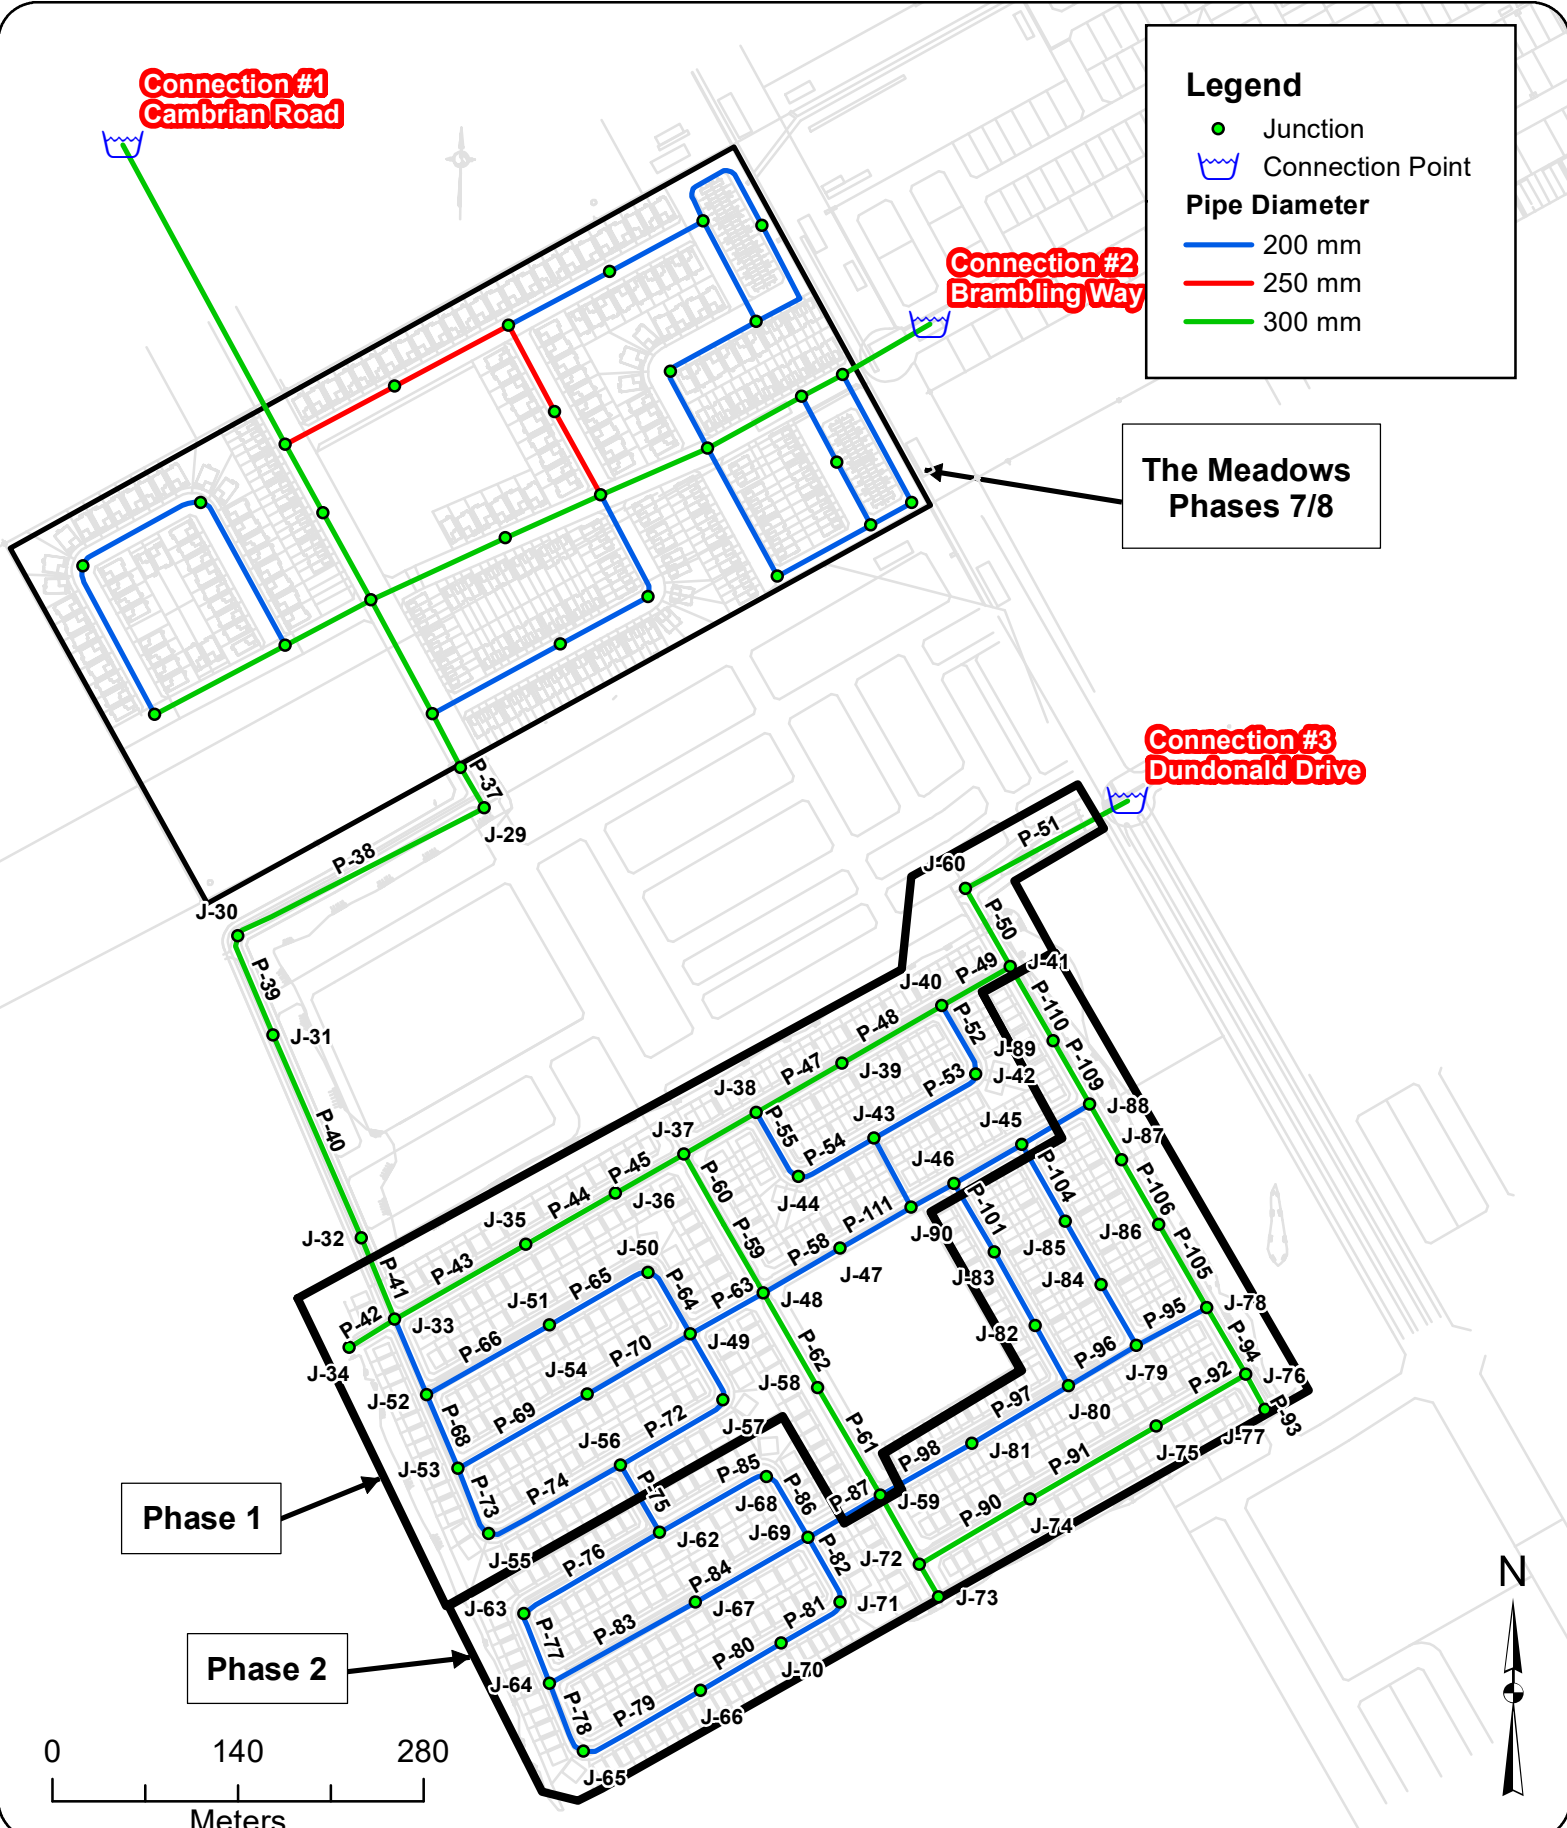 Connection #1
Cambrian Road
Legend
Junction
Connection Point
Pipe Diameter
200 mm
250 mm
300 mm
Connection #2
Brambling Way
The Meadows
Phases 7/8
Connection #3
Dundonald Drive
P-37
J-29
P-38
J-30
P-51
J-60
P-50
P-39
J-31
J-41
P-49
J-40
P-110
P-48
P-52
J-89
P-109
P-47
J-39
P-53
J-42
J-38
J-88
P-40
P-55
J-43
J-45
J-37
J-87
P-54
P-45
P-60
J-46
P-104
P-44
J-36
J-44
P-101
P-106
J-35
P-111
J-90
J-86
J-32
P-59
P-58
J-85
P-105
P-43
J-50
J-47
J-83
J-84
P-41
P-65
P-64
P-63
J-48
J-51
J-78
P-42
J-33
P-95
P-66
P-70
J-49
J-82
P-94
J-34
J-54
P-62
P-96
J-79
P-92
J-76
J-52
J-58
P-97
J-80
P-69
P-72
P-68
J-57
P-61
P-93
J-77
J-56
J-75
J-53
P-98
J-81
P-91
P-85
P-74
P-75
P-86
P-87
J-59
P-73
J-68
P-90
J-74
Phase 1
J-62
J-69
J-55
P-76
P-82
J-72
P-84
J-63
J-67
P-81
J-71
J-73
P-83
P-77
P-80
J-70
Phase 2
J-64
P-79
J-66
P-78
J-65
N
0 140 280
Meters